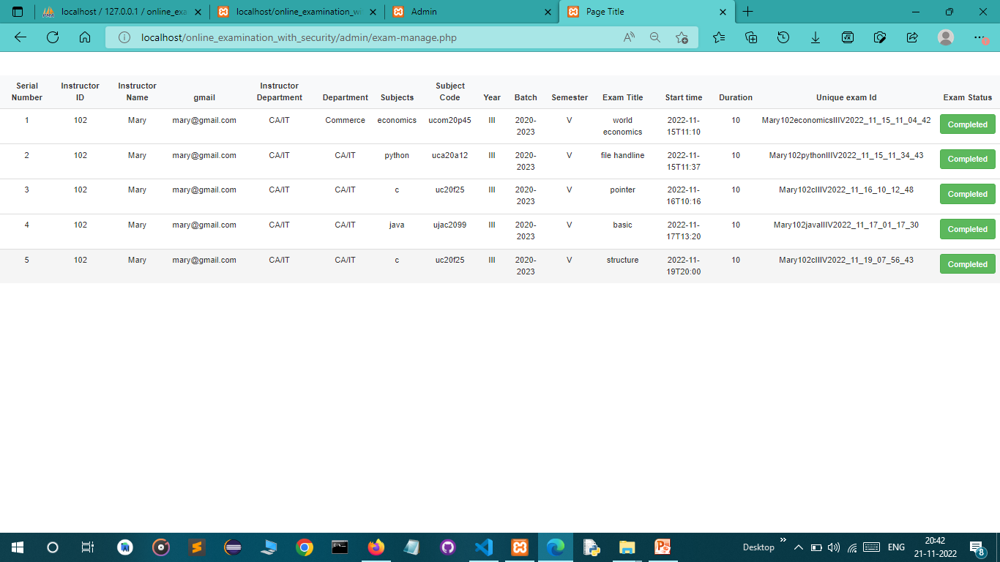 localhost / 127.0.0.1 / online_exa
localhost/online_examination_wi
Admin
Page Title
localhost/online_examination_with_security/admin/exam-manage.php
Serial Number Instructor ID Instructor Name gmail Instructor Department Department Subjects Subject Code Year Batch Semester Exam Title Start time Duration Unique exam Id Exam Status
1 102 Mary mary@gmail.com CA/IT Commerce economics ucom20p45 III 2020-2023 V world economics 2022-11-15T11:10 10 Mary102economicsIIIV2022_11_15_11_04_42 Completed
2 102 Mary mary@gmail.com CA/IT CA/IT python uca20a12 III 2020-2023 V file handline 2022-11-15T11:37 10 Mary102pythonIIIV2022_11_15_11_34_43 Completed
3 102 Mary mary@gmail.com CA/IT CA/IT c uc20f25 III 2020-2023 V pointer 2022-11-16T10:16 10 Mary102cIIIV2022_11_16_10_12_48 Completed
4 102 Mary mary@gmail.com CA/IT CA/IT java ujac2099 III 2020-2023 V basic 2022-11-17T13:20 10 Mary102javaIIIV2022_11_17_01_17_30 Completed
5 102 Mary mary@gmail.com CA/IT CA/IT c uc20f25 III 2020-2023 V structure 2022-11-19T20:00 10 Mary102cIIIV2022_11_19_07_56_43 Completed
Desktop
ENG
20:42
21-11-2022
8